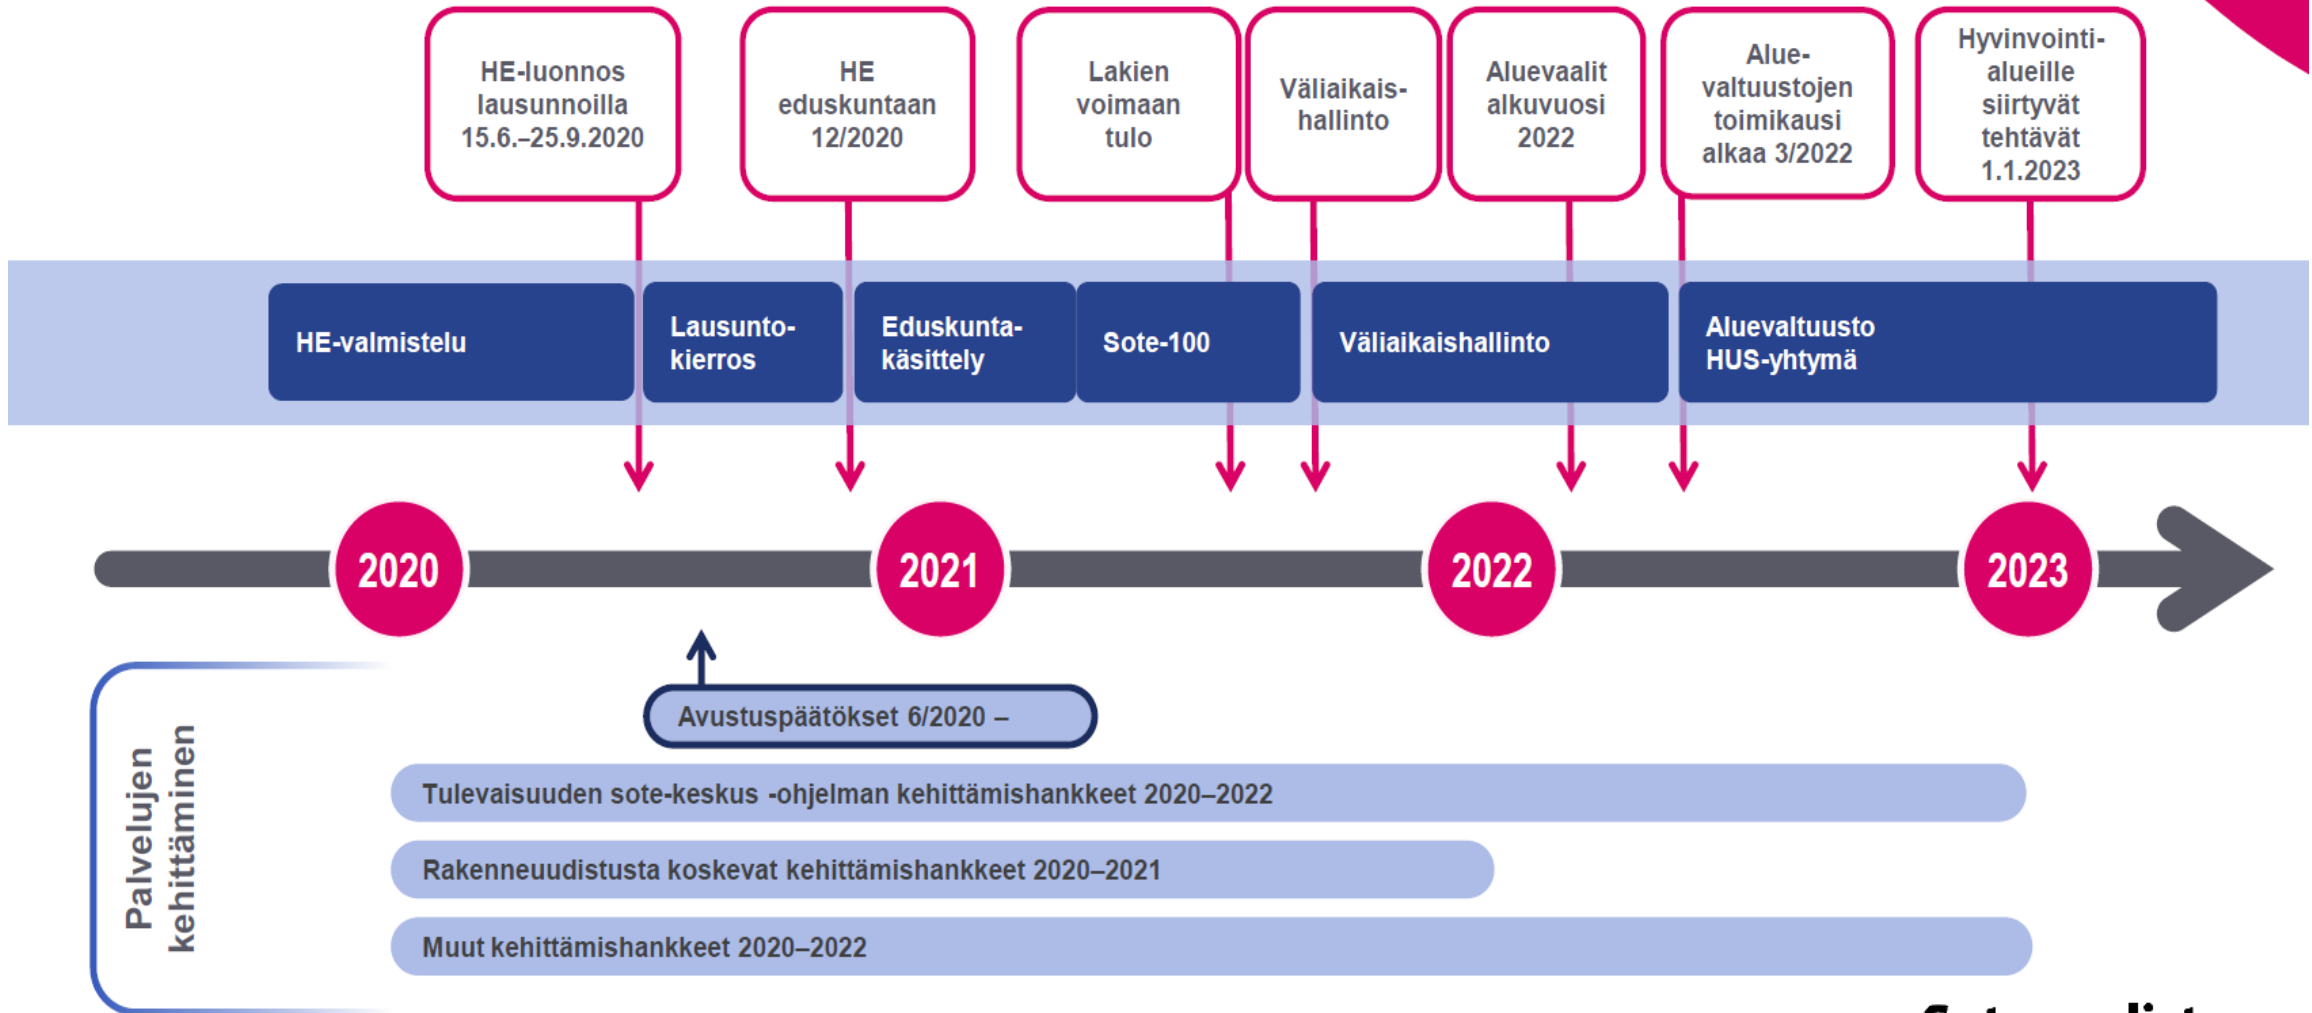 HE-luonnos
lausunnoilla
15.6.–25.9.2020
HE
eduskuntaan
12/2020
Lakien
voimaan
tulo
Väliaikais-
hallinto
Aluevaalit
alkuvuosi
2022
Alue-
valtuustojen
toimikausi
alkaa 3/2022
Hyvinvointi-
alueille
siirtyvät
tehtävät
1.1.2023
HE-valmistelu
Lausunto-
kierros
Eduskunta-
käsittely
Sote-100
Väliaikaishallinto
Aluevaltuusto
HUS-yhtymä
2020
2021
2022
2023
Avustuspäätökset 6/2020 –
Palvelujen
kehittäminen
Tulevaisuuden sote-keskus -ohjelman kehittämishankkeet 2020–2022
Rakenneuudistusta koskevat kehittämishankkeet 2020–2021
Muut kehittämishankkeet 2020–2022